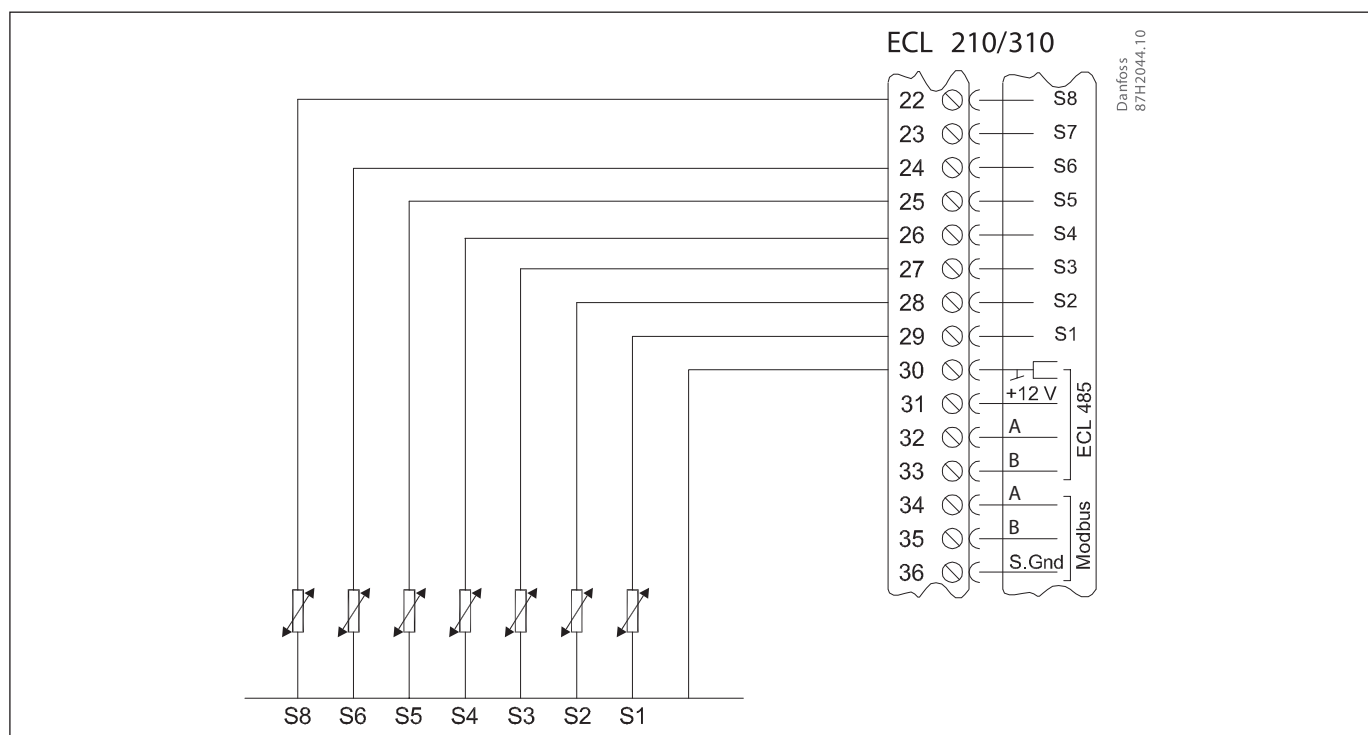 ECL 210/310
Danfoss
87H2044.10
22 S8
23 S7
24 S6
25 S5
26 S4
27 S3
28 S2
29 S1
30
31 +12 V
32 A
33 B
ECL 485
34 A
35 B
36 S.Gnd
Modbus
S8 S6 S5 S4 S3 S2 S1